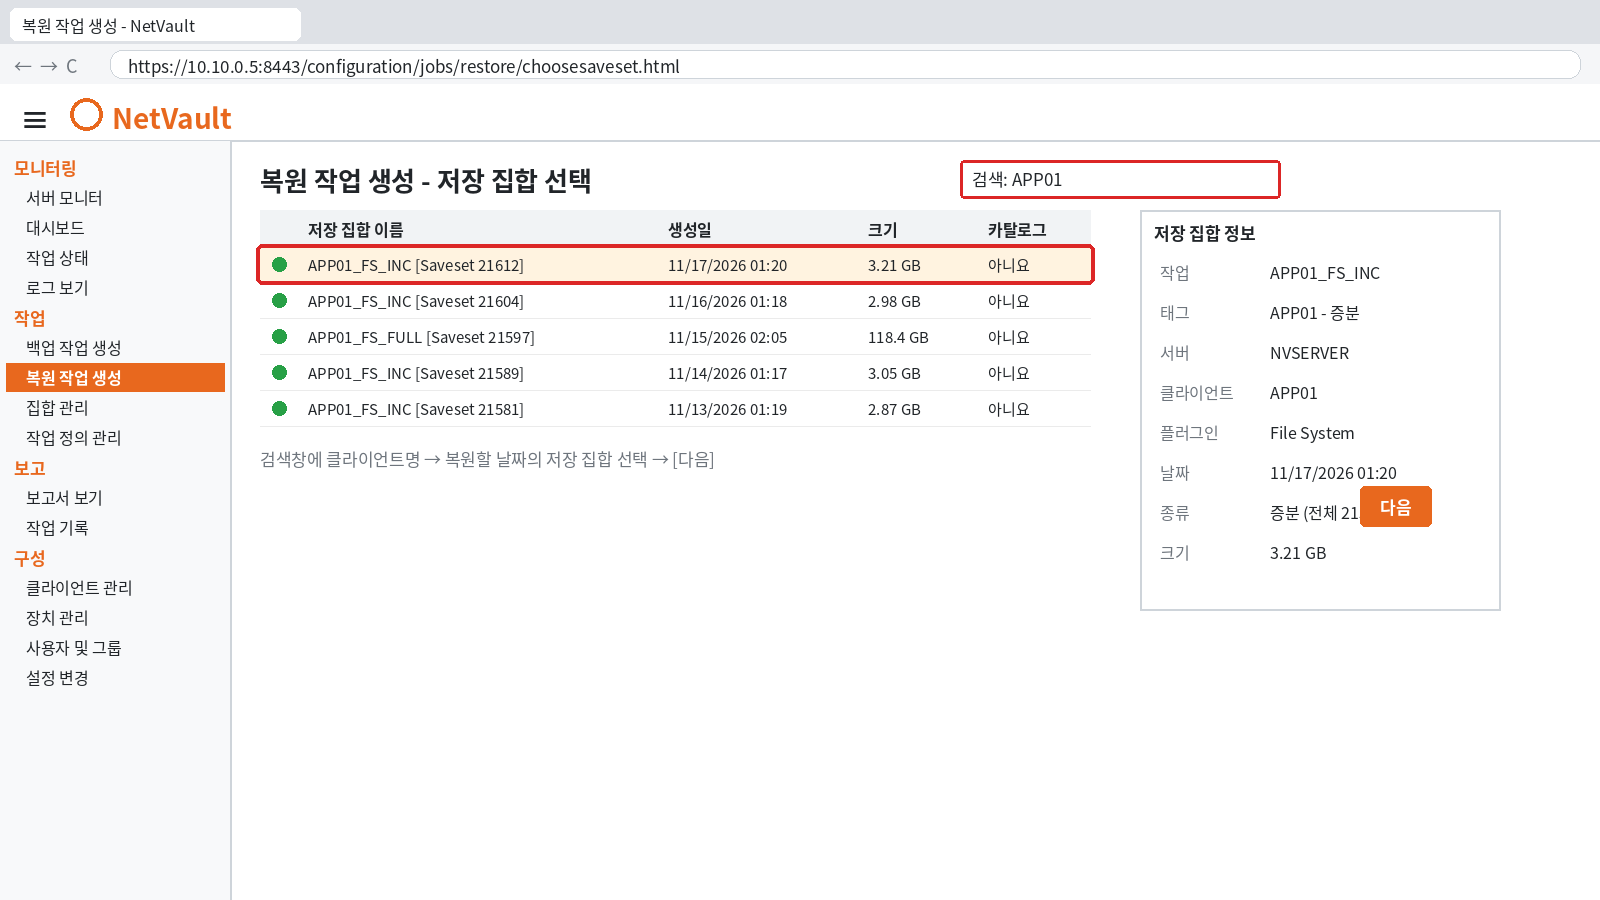 복원 작업 생성 - NetVault
← → C https://10.10.0.5:8443/configuration/jobs/restore/choosesaveset.html
NetVault
모니터링
서버 모니터
대시보드
작업 상태
로그 보기
작업
백업 작업 생성
복원 작업 생성
집합 관리
작업 정의 관리
보고
보고서 보기
작업 기록
구성
클라이언트 관리
장치 관리
사용자 및 그룹
설정 변경
복원 작업 생성 - 저장 집합 선택
검색: APP01
저장 집합 이름 생성일 크기 카탈로그
APP01_FS_INC [Saveset 21612] 11/17/2026 01:20 3.21 GB 아니요
APP01_FS_INC [Saveset 21604] 11/16/2026 01:18 2.98 GB 아니요
APP01_FS_FULL [Saveset 21597] 11/15/2026 02:05 118.4 GB 아니요
APP01_FS_INC [Saveset 21589] 11/14/2026 01:17 3.05 GB 아니요
APP01_FS_INC [Saveset 21581] 11/13/2026 01:19 2.87 GB 아니요
검색창에 클라이언트명 → 복원할 날짜의 저장 집합 선택 → [다음]
저장 집합 정보
작업 APP01_FS_INC
태그 APP01 - 증분
서버 NVSERVER
클라이언트 APP01
플러그인 File System
날짜 11/17/2026 01:20
종류 증분 (전체
다음
크기 3.21 GB